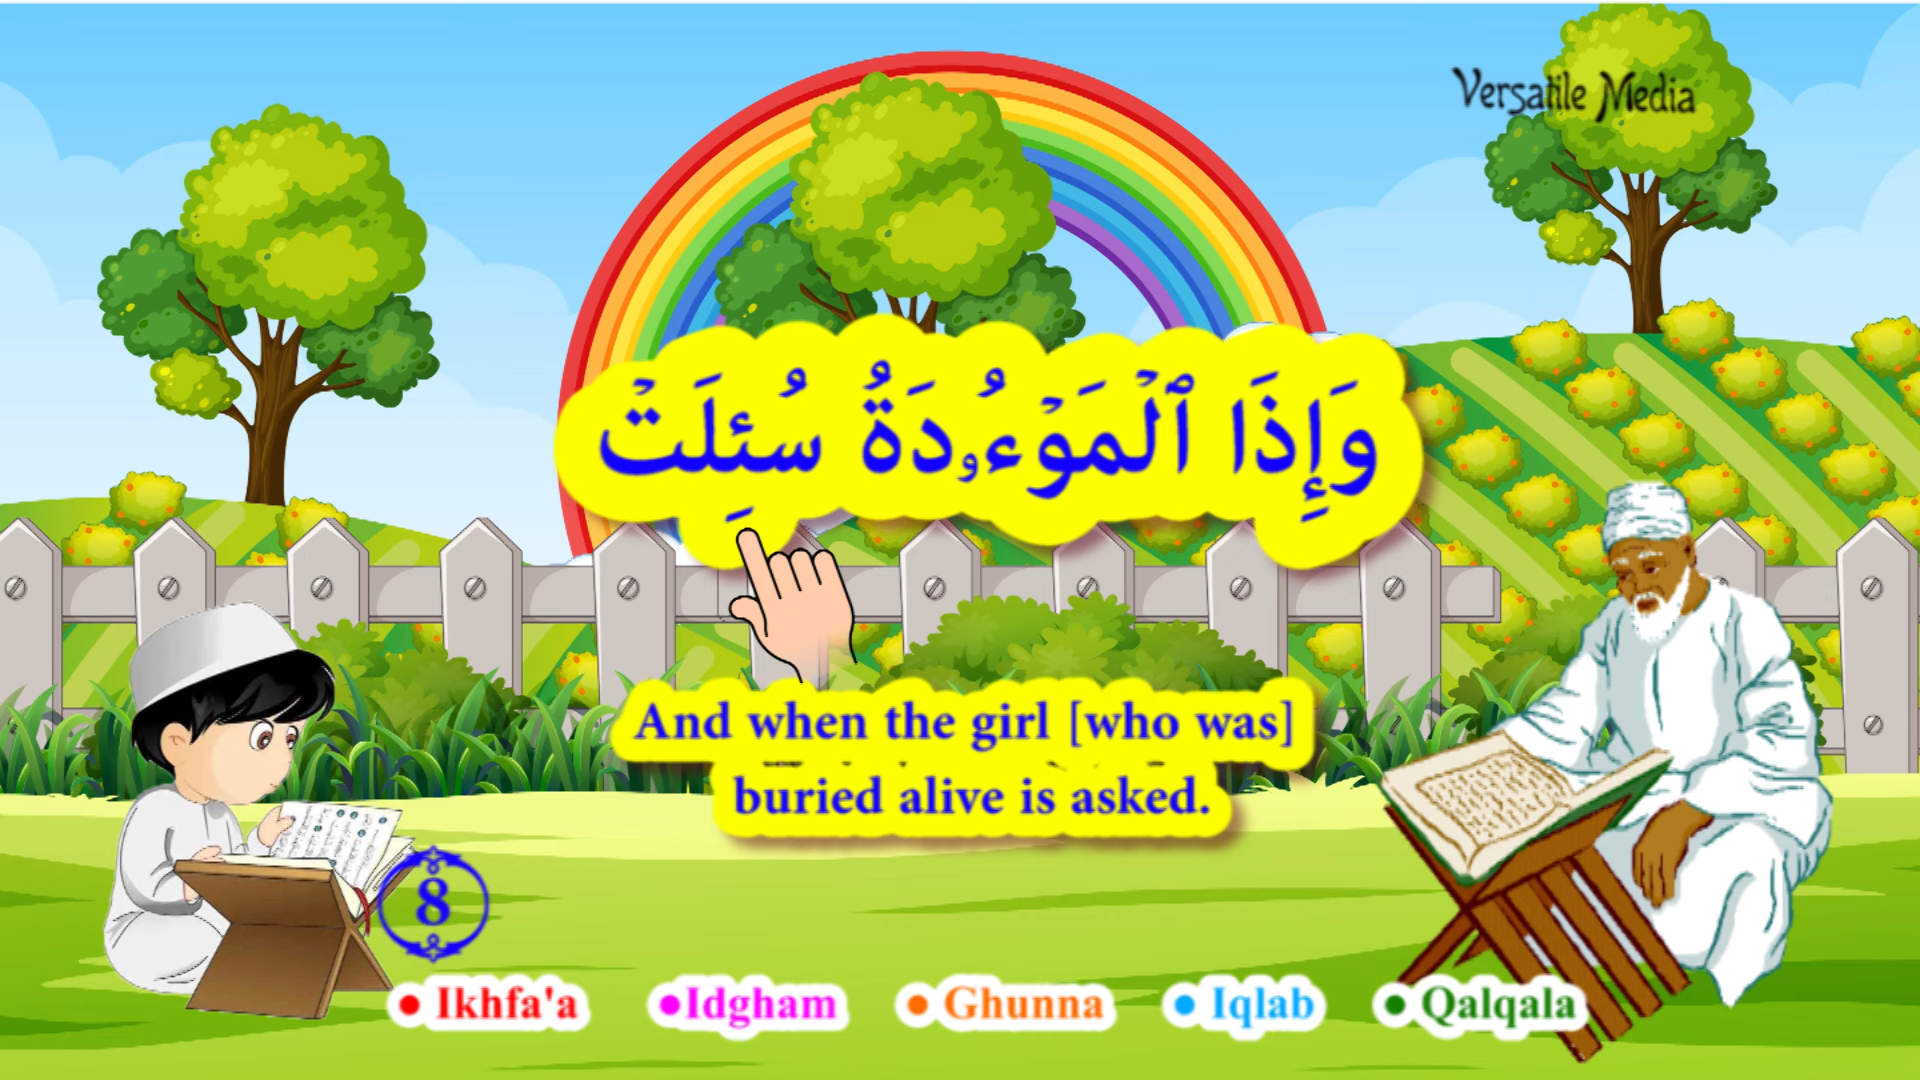 Versatile Media
وَإِذَا ٱلْمَوْءُۥدَةُ سُئِلَتْ
And when the girl [who was]
buried alive is asked.
8
Ikhfa'a Idgham Ghunna Iqlab Qalqala